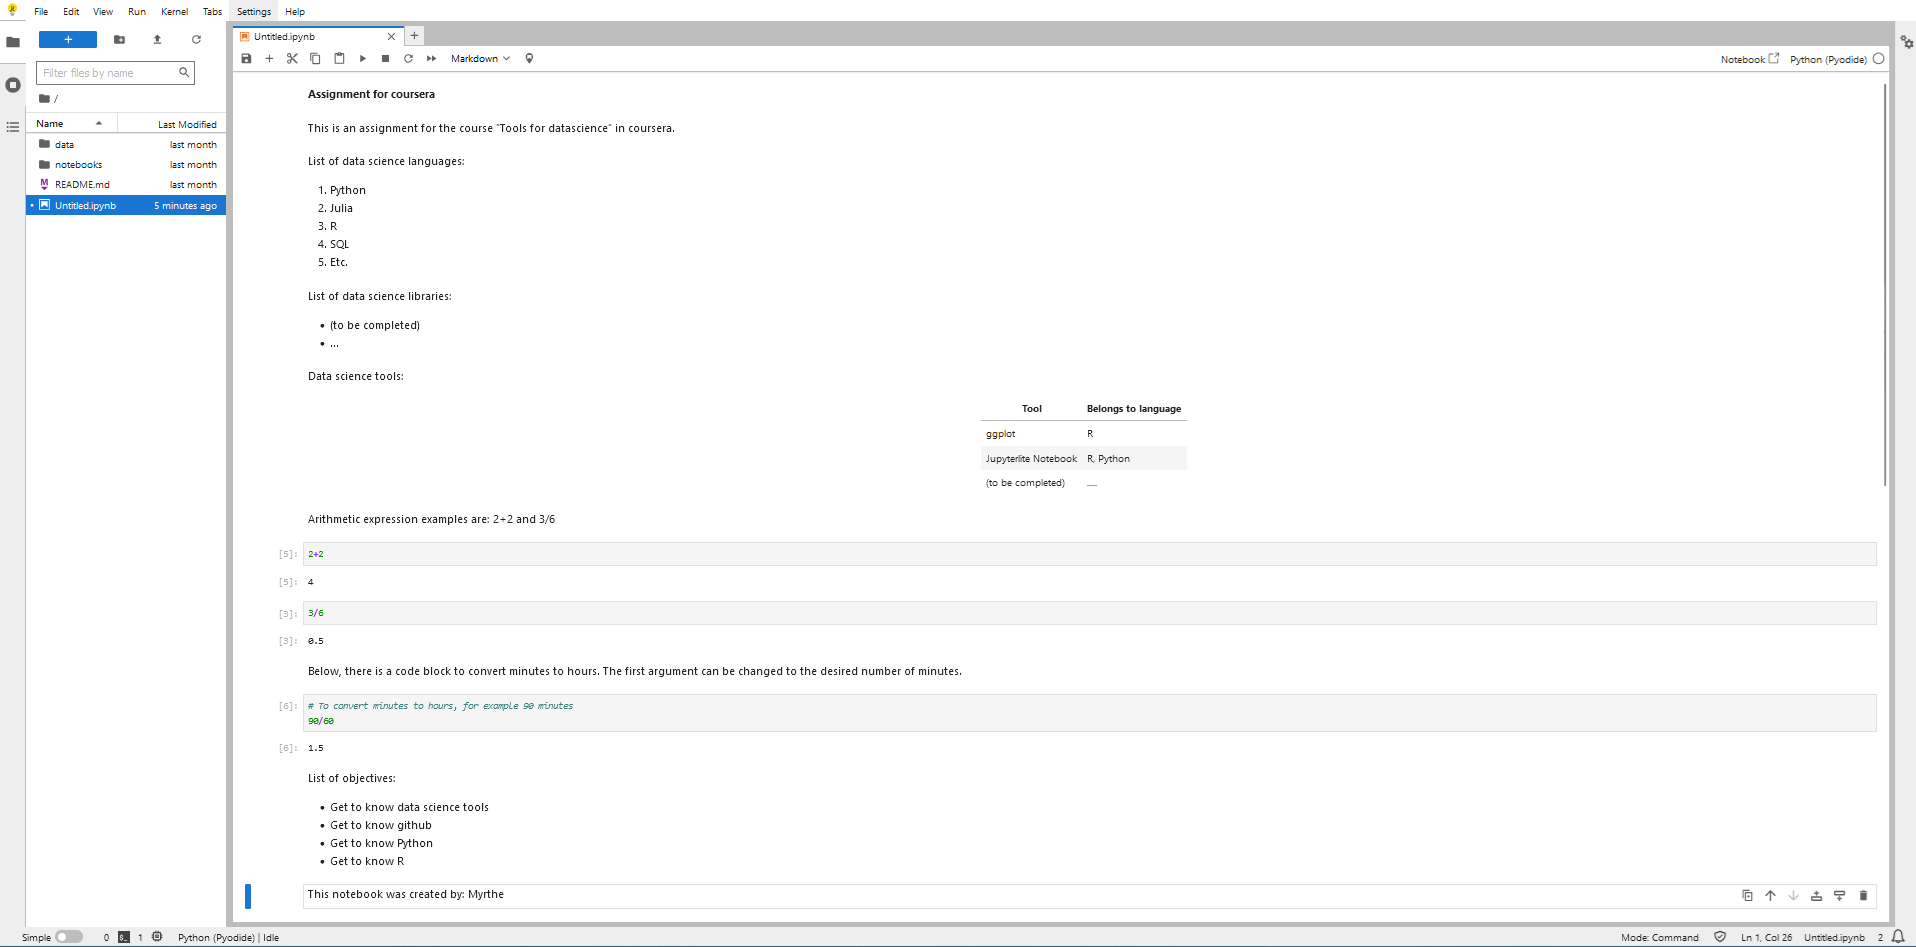 File Edit View Run Kernel Tabs Settings Help
Untitled.ipynb
Markdown
Notebook Python (Pyodide)
Filter files by name
/
Name Last Modified
data last month
notebooks last month
README.md last month
Untitled.ipynb 5 minutes ago
Assignment for coursera
This is an assignment for the course "Tools for datascience" in coursera.
List of data science languages:
1. Python
2. Julia
3. R
4. SQL
5. Etc.
List of data science libraries:
• (to be completed)
• ...
Data science tools:
Tool Belongs to language
ggplot R
Jupyterlite Notebook R, Python
(to be completed) __
Arithmetic expression examples are: 2+2 and 3/6
[5]: 2+2
[5]: 4
[3]: 3/6
[3]: 0.5
Below, there is a code block to convert minutes to hours. The first argument can be changed to the desired number of minutes.
[6]: # To convert minutes to hours, for example 90 minutes
90/60
[6]: 1.5
List of objectives:
• Get to know data science tools
• Get to know github
• Get to know Python
• Get to know R
This notebook was created by: Myrthe
Simple 0 1 Python (Pyodide) | Idle Mode: Command Ln 1, Col 26 Untitled.ipynb 2